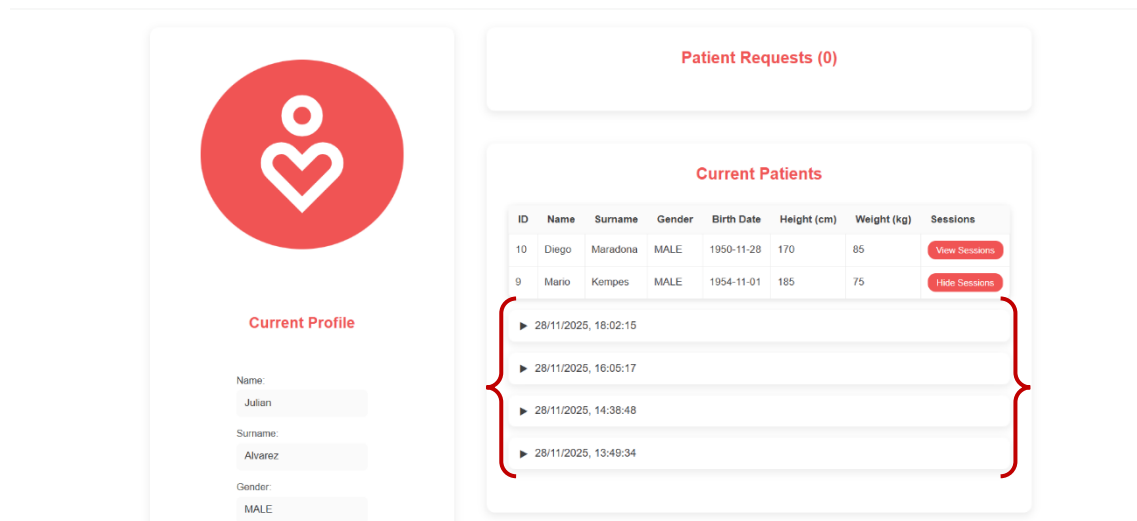 Patient Requests (0)
Current Patients
ID Name Surname Gender Birth Date Height (cm) Weight (kg) Sessions
10 Diego Maradona MALE 1950-11-28 170 85 View Sessions
9 Mario Kempes MALE 1954-11-01 185 75 Hide Sessions
28/11/2025, 18:02:15
28/11/2025, 16:05:17
28/11/2025, 14:38:48
28/11/2025, 13:49:34
Current Profile
Name:
Julian
Surname:
Alvarez
Gender:
MALE